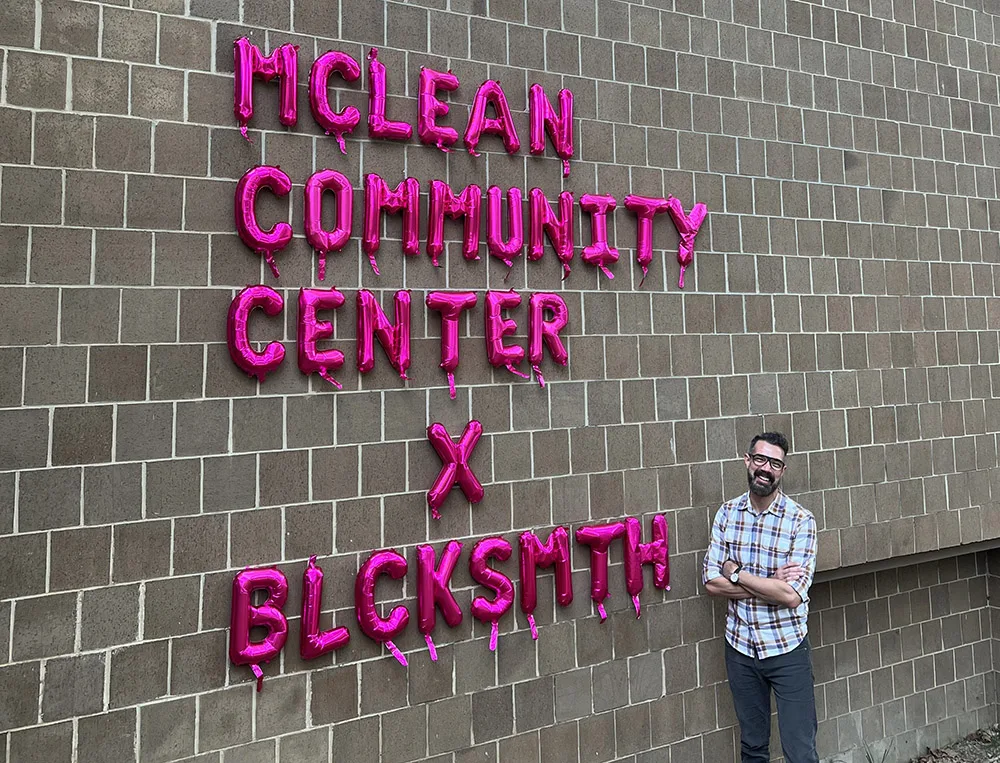 MCLEAN
COMMUNITY
CENTER
X
BLCKSMTH